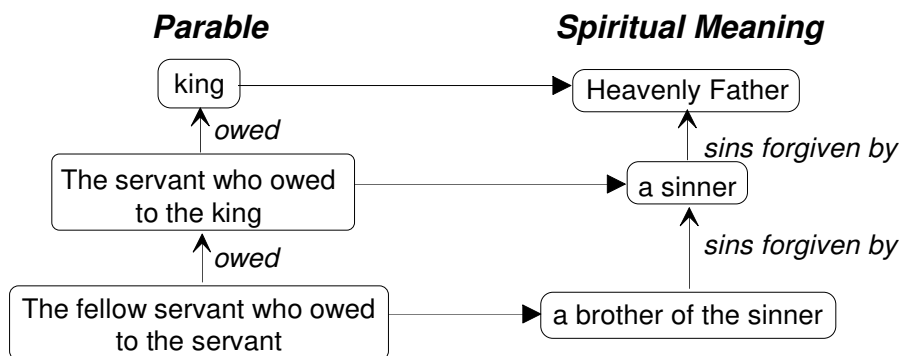 Parable
Spiritual Meaning
king
Heavenly Father
owed
sins forgiven by
The servant who owed
to the king
a sinner
owed
sins forgiven by
The fellow servant who owed
to the servant
a brother of the sinner